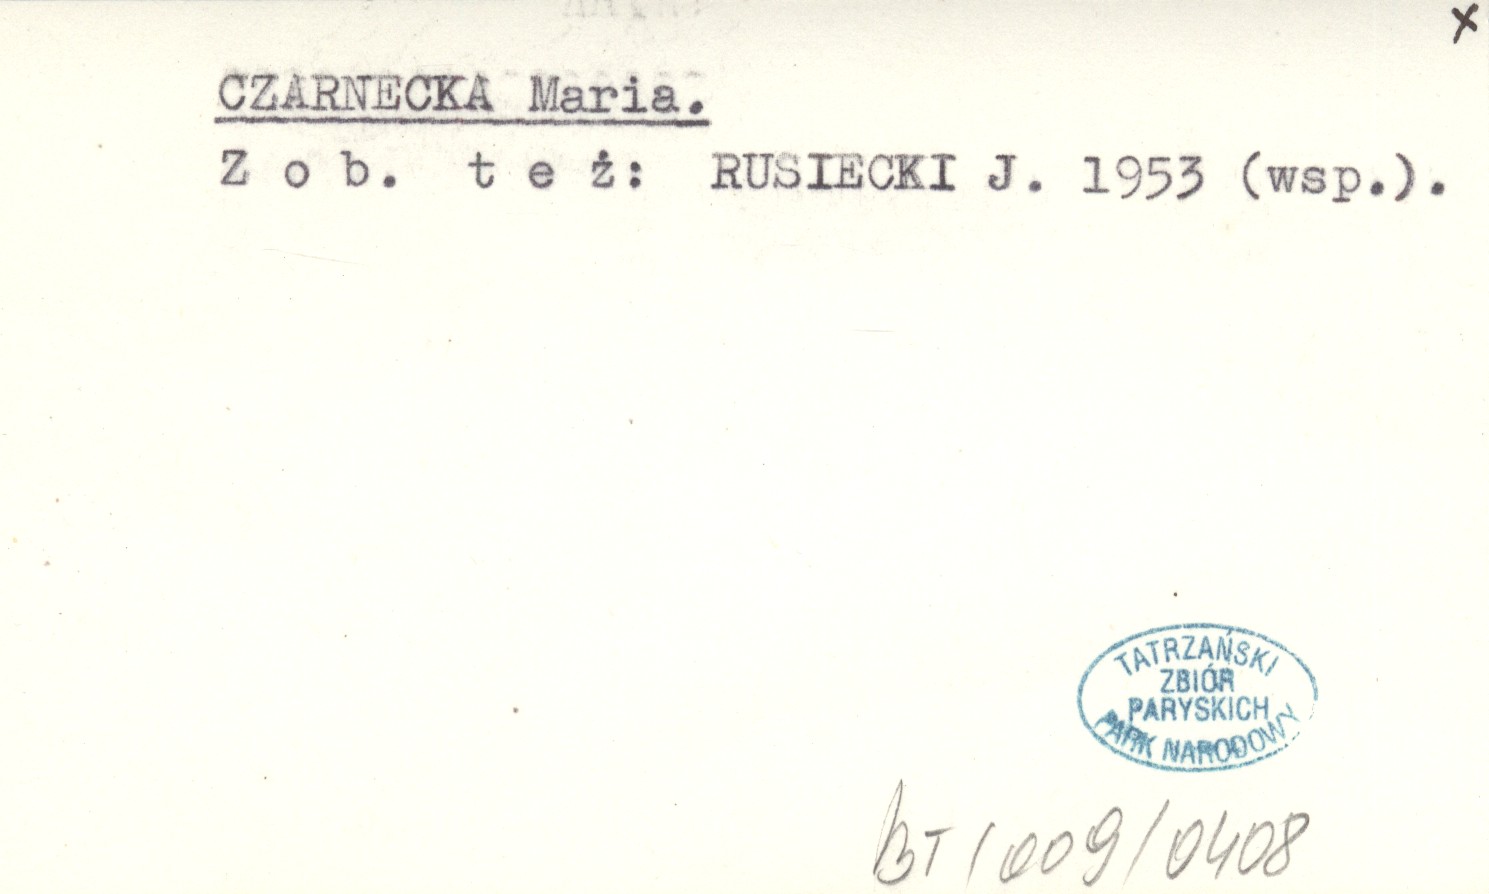 x
CZARNECKA Maria.
Z o b. t e ż: RUSIECKI J. 1953 (wsp.).
TATRZAŃSKI
ZBIÓR
PARYSKICH
PARK NARODOWY
BT/009/0408